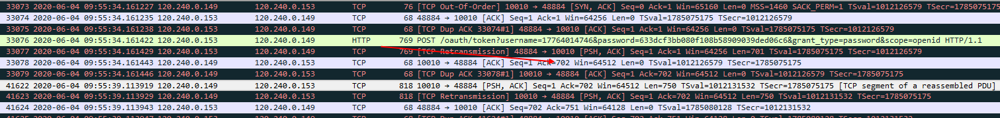 33073 2020-06-04 09:55:34.161227 120.240.0.149 120.240.0.153 TCP 76 [TCP Out-Of-Order] 10010 → 48884 [SYN, ACK] Seq=0 Ack=1 Win=65160 Len=0 MSS=1460 SACK_PERM=1 TSval=1012126579 TSecr=1785075175
33074 2020-06-04 09:55:34.161235 120.240.0.153 120.240.0.149 TCP 68 48884 → 10010 [ACK] Seq=1 Ack=1 Win=64256 Len=0 TSval=1785075175 TSecr=1012126579
33075 2020-06-04 09:55:34.161238 120.240.0.153 120.240.0.149 TCP 68 [TCP Dup ACK 33074#1] 48884 → 10010 [ACK] Seq=1 Ack=1 Win=64256 Len=0 TSval=1785075175 TSecr=1012126579
33076 2020-06-04 09:55:34.161422 120.240.0.153 120.240.0.149 HTTP 769 POST /oauth/token?username=17764014746&password=633dcf3bb080f108b58909039ded06c6&grant_type=password&scope=openid HTTP/1.1
33077 2020-06-04 09:55:34.161429 120.240.0.153 120.240.0.149 TCP 769 [TCP Retransmission] 48884 → 10010 [PSH, ACK] Seq=1 Ack=1 Win=64256 Len=701 TSval=1785075175 TSecr=1012126579
33078 2020-06-04 09:55:34.161443 120.240.0.149 120.240.0.153 TCP 68 10010 → 48884 [ACK] Seq=1 Ack=702 Win=64512 Len=0 TSval=1012126579 TSecr=1785075175
33079 2020-06-04 09:55:34.161446 120.240.0.149 120.240.0.153 TCP 68 [TCP Dup ACK 33078#1] 10010 → 48884 [ACK] Seq=1 Ack=702 Win=64512 Len=0 TSval=1012126579 TSecr=1785075175
41622 2020-06-04 09:55:39.113919 120.240.0.149 120.240.0.153 TCP 818 10010 → 48884 [PSH, ACK] Seq=1 Ack=702 Win=64512 Len=750 TSval=1012131532 TSecr=1785075175 [TCP segment of a reassembled PDU]
41623 2020-06-04 09:55:39.113929 120.240.0.149 120.240.0.153 TCP 818 [TCP Retransmission] 10010 → 48884 [PSH, ACK] Seq=1 Ack=702 Win=64512 Len=750 TSval=1012131532 TSecr=1785075175
41624 2020-06-04 09:55:39.113943 120.240.0.153 120.240.0.149 TCP 68 48884 → 10010 [ACK] Seq=702 Ack=751 Win=64128 Len=0 TSval=1785080128 TSecr=1012131532